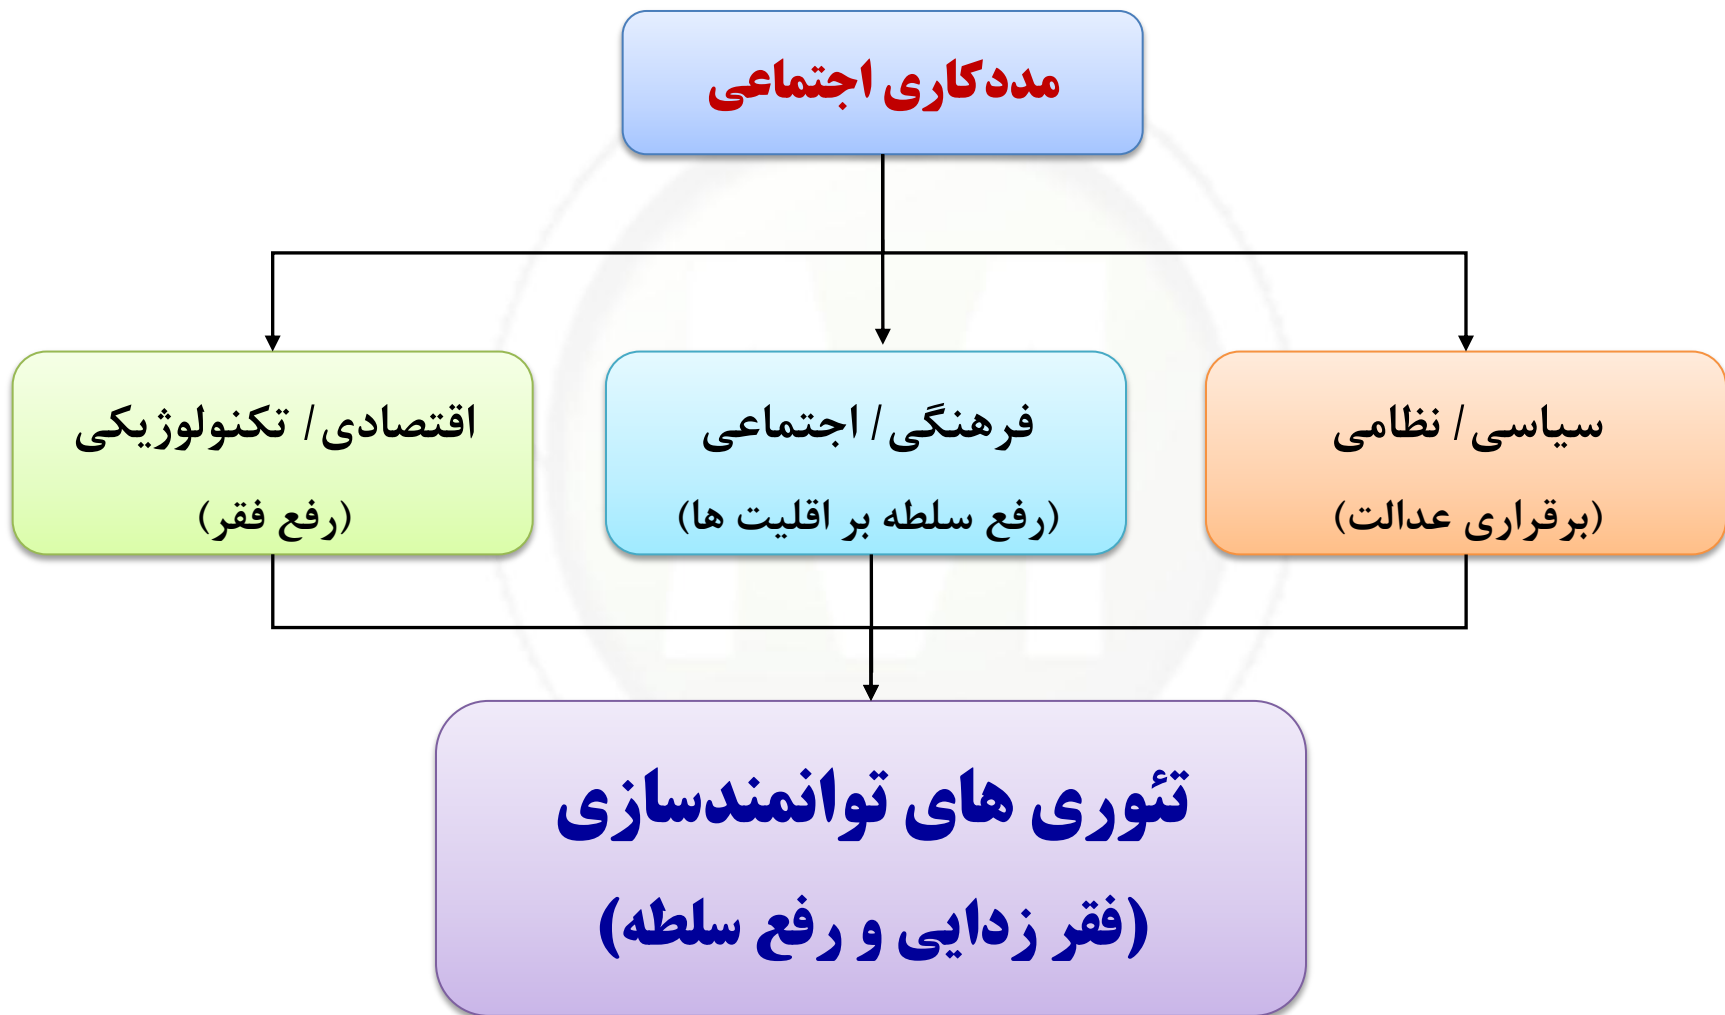 مددکاری اجتماعی
سیاسی/ نظامی
(برقراری عدالت)
فرهنگی/ اجتماعی
(رفع سلطه بر اقلیت ها)
اقتصادی/ تکنولوژیکی
(رفع فقر)
تئوری های توانمندسازی
(فقر زدایی و رفع سلطه)